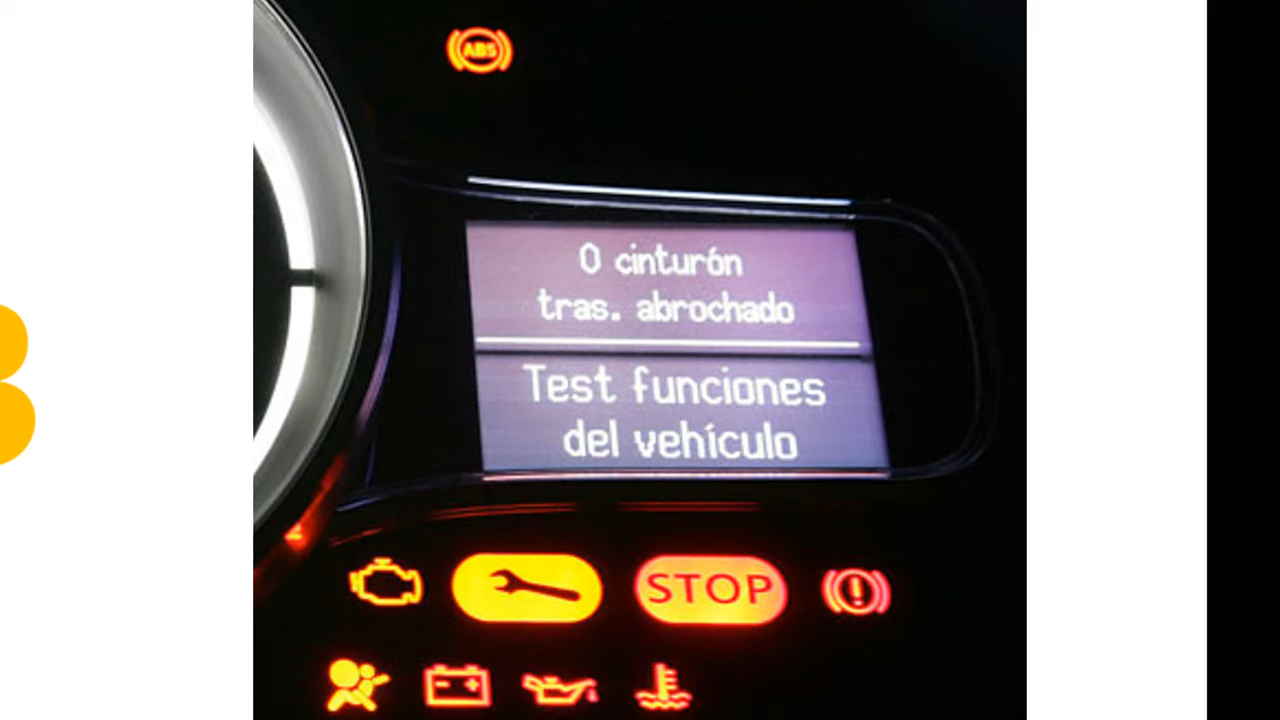 ABS
0 cinturón
tras. abrochado
Test funciones
del vehículo
STOP